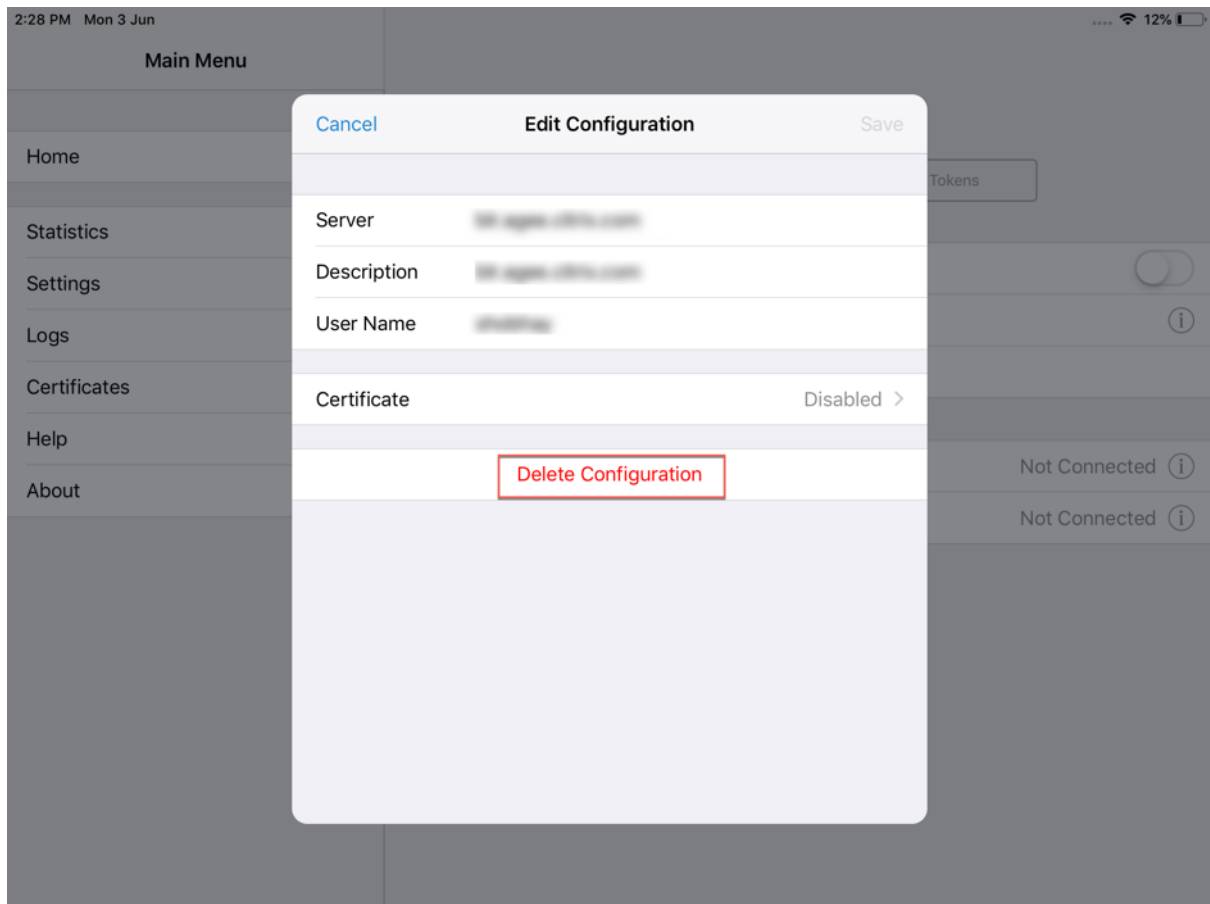 2:28 PM Mon 3 Jun
12%
Main Menu
Cancel
Edit Configuration
Save
Home
Tokens
Server
Statistics
Description
Settings
User Name
Logs
Certificates
Certificate
Disabled
Help
Delete Configuration
Not Connected
About
Not Connected